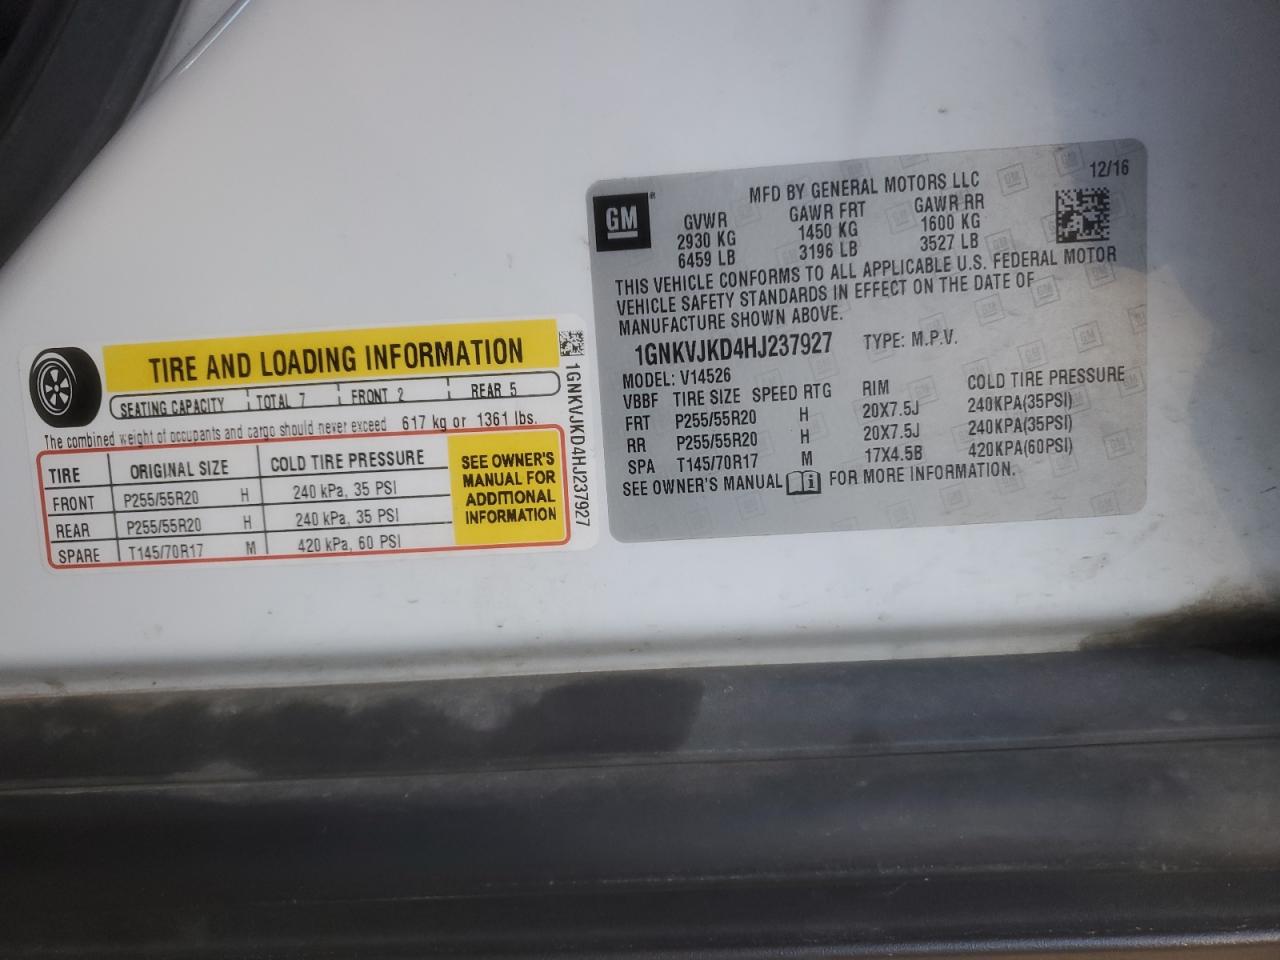 TIRE AND LOADING INFORMATION
SEATING CAPACITY TOTAL 7 FRONT 2 REAR 5
The combined weight of occupants and cargo should never exceed 617 kg or 1361 lbs.
TIRE ORIGINAL SIZE COLD TIRE PRESSURE
FRONT P255/55R20 H 240 kPa, 35 PSI
REAR P255/55R20 H 240 kPa, 35 PSI
SPARE T145/70R17 M 420 kPa, 60 PSI
SEE OWNER'S
MANUAL FOR
ADDITIONAL
INFORMATION
1GNKVJKD4HJ237927
GM®
MFD BY GENERAL MOTORS LLC 12/16
GVWR GAWR FRT GAWR RR
2930 KG 1450 KG 1600 KG
6459 LB 3196 LB 3527 LB
THIS VEHICLE CONFORMS TO ALL APPLICABLE U.S. FEDERAL MOTOR
VEHICLE SAFETY STANDARDS IN EFFECT ON THE DATE OF
MANUFACTURE SHOWN ABOVE.
1GNKVJKD4HJ237927 TYPE: M.P.V.
MODEL: V14526
VBBF TIRE SIZE SPEED RTG RIM COLD TIRE PRESSURE
FRT P255/55R20 H 20X7.5J 240KPA(35PSI)
RR P255/55R20 H 20X7.5J 240KPA(35PSI)
SPA T145/70R17 M 17X4.5B 420KPA(60PSI)
SEE OWNER'S MANUAL i FOR MORE INFORMATION.